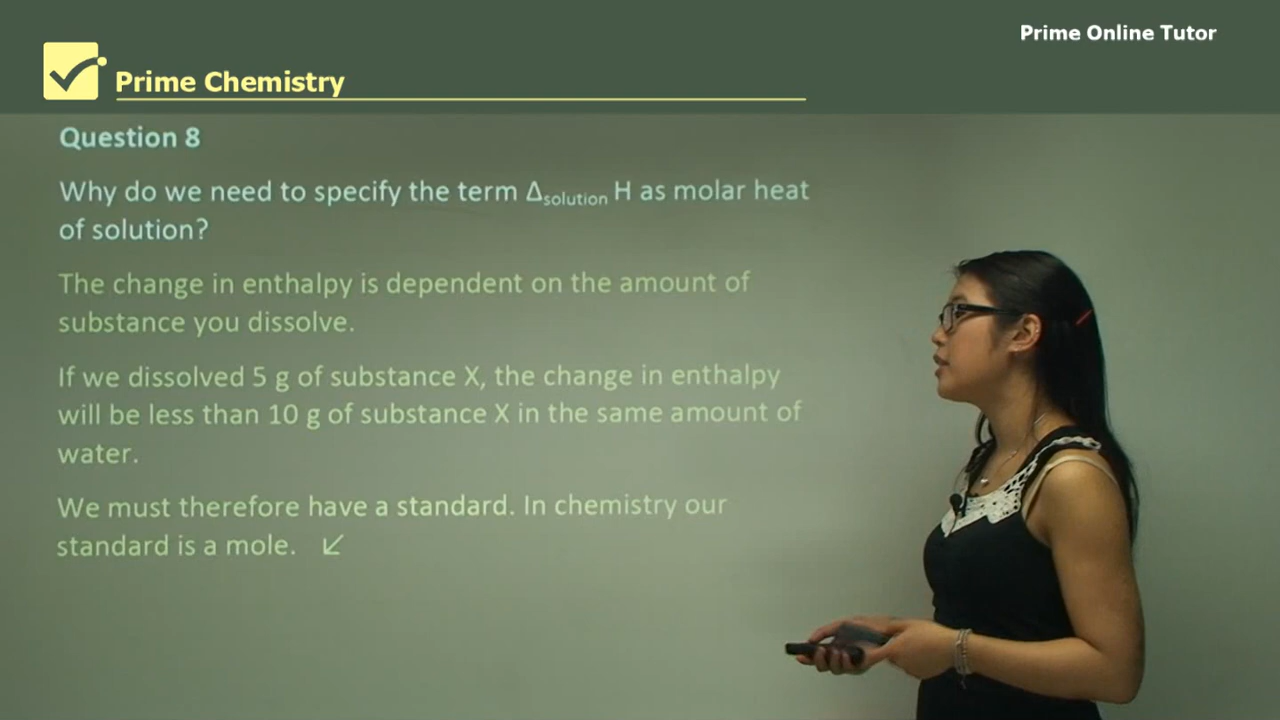 Prime Online Tutor
Prime Chemistry
Question 8
Why do we need to specify the term Δsolution H as molar heat
of solution?
The change in enthalpy is dependent on the amount of
substance you dissolve.
If we dissolved 5 g of substance X, the change in enthalpy
will be less than 10 g of substance X in the same amount of
water.
We must therefore have a standard. In chemistry our
standard is a mole. ↙